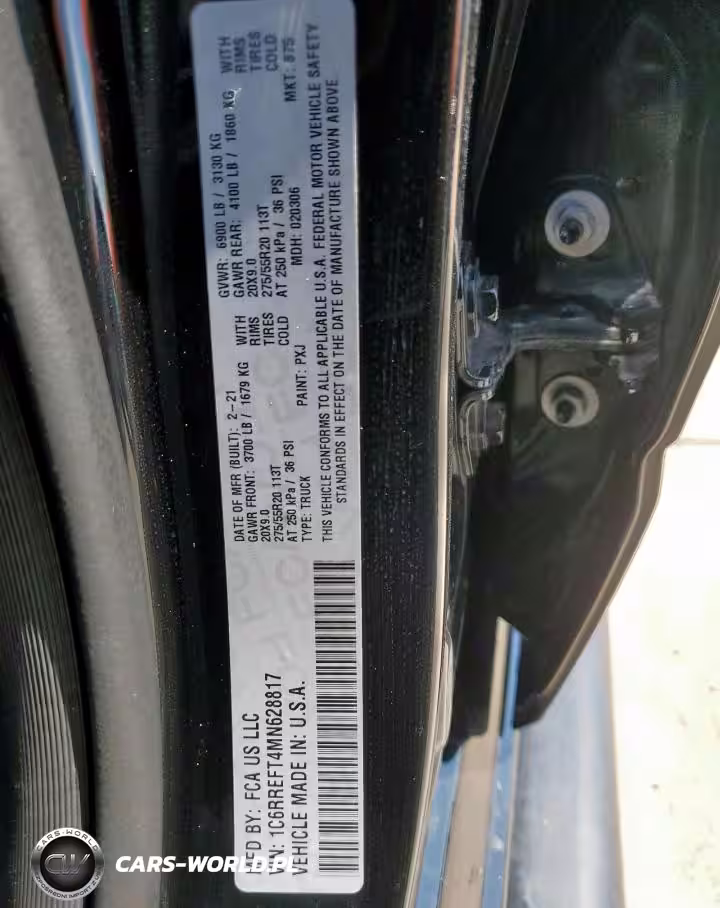 MFD BY: FCA US LLC
VIN: 1C6RREFT4MN628817
VEHICLE MADE IN: U.S.A.
DATE OF MFR (BUILT): 2-21
GVWR: 6900 LB / 3130 KG
GAWR FRONT: 3700 LB / 1679 KG
WITH
GAWR REAR: 4100 LB / 1860 KG
WITH
20X9.0
RIMS
20X9.0
RIMS
275/55R20 113T
TIRES
275/55R20 113T
TIRES
AT 250 kPa / 36 PSI
COLD
AT 250 kPa / 36 PSI
COLD
TYPE: TRUCK
PAINT: PXJ
MDH: 020306
MKT: 875
THIS VEHICLE CONFORMS TO ALL APPLICABLE U.S.A. FEDERAL MOTOR VEHICLE SAFETY
STANDARDS IN EFFECT ON THE DATE OF MANUFACTURE SHOWN ABOVE
CARS-WORLD.PL